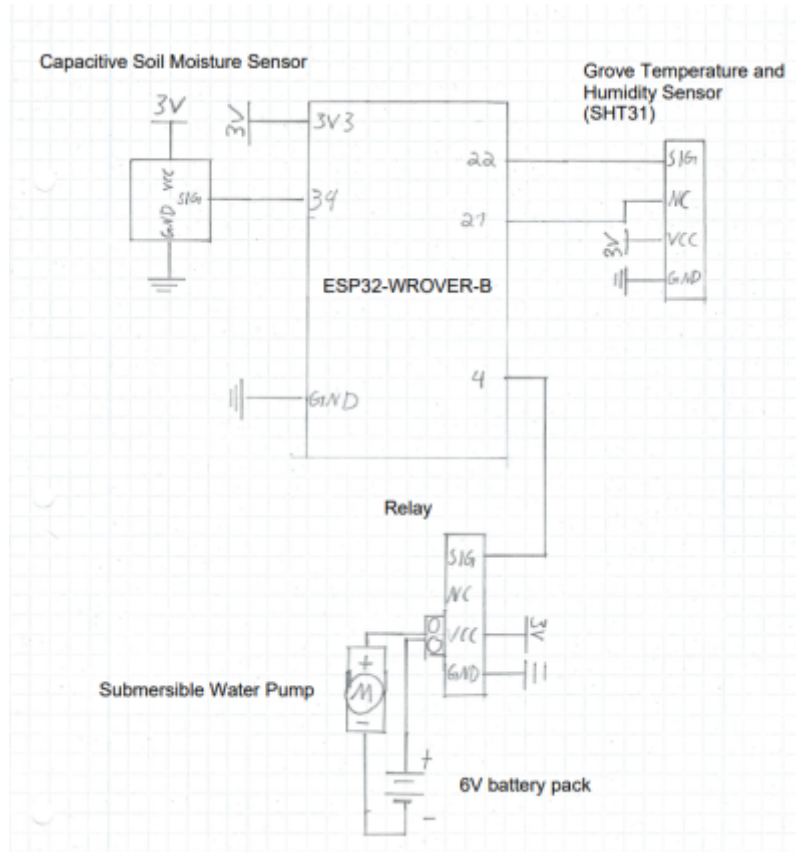 Capacitive Soil Moisture Sensor
Grove Temperature and
Humidity Sensor
(SHT31)
3V
VCC
SIG
GND
3V
3V3
34
22
21
4
GND
ESP32-WROVER-B
SIG
NC
3V
VCC
GND
Relay
SIG
NC
VCC
3V
GND
+
M
-
Submersible Water Pump
+
-
6V battery pack